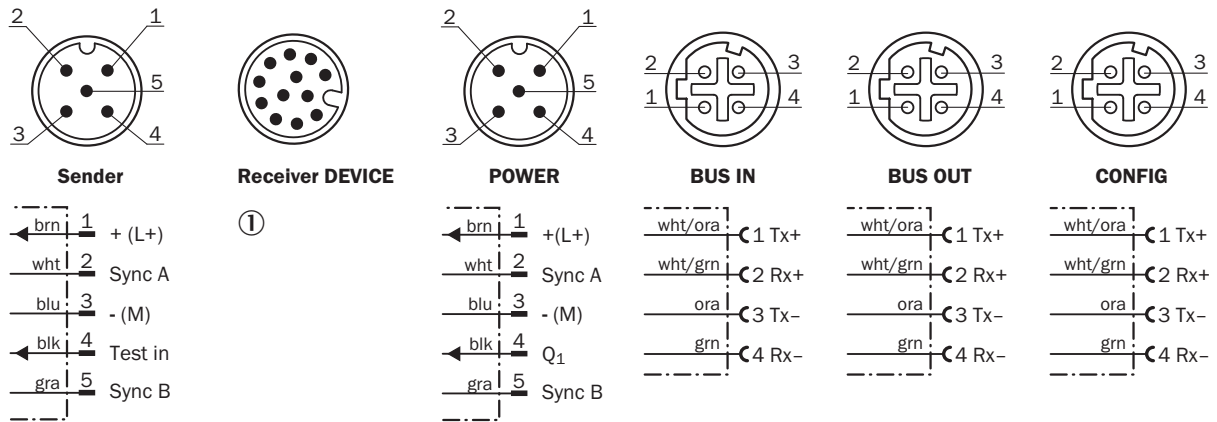 2 1
5
3 4
Sender
brn 1 + (L+)
wht 2 Sync A
blu 3 - (M)
blk 4 Test in
gra 5 Sync B
Receiver DEVICE
①
2 1
5
3 4
POWER
brn 1 +(L+)
wht 2 Sync A
blu 3 - (M)
blk 4 Q₁
gra 5 Sync B
2 3
1 4
BUS IN
wht/ora 1 Tx+
wht/grn 2 Rx+
ora 3 Tx–
grn 4 Rx–
2 3
1 4
BUS OUT
wht/ora 1 Tx+
wht/grn 2 Rx+
ora 3 Tx–
grn 4 Rx–
2 3
1 4
CONFIG
wht/ora 1 Tx+
wht/grn 2 Rx+
ora 3 Tx–
grn 4 Rx–